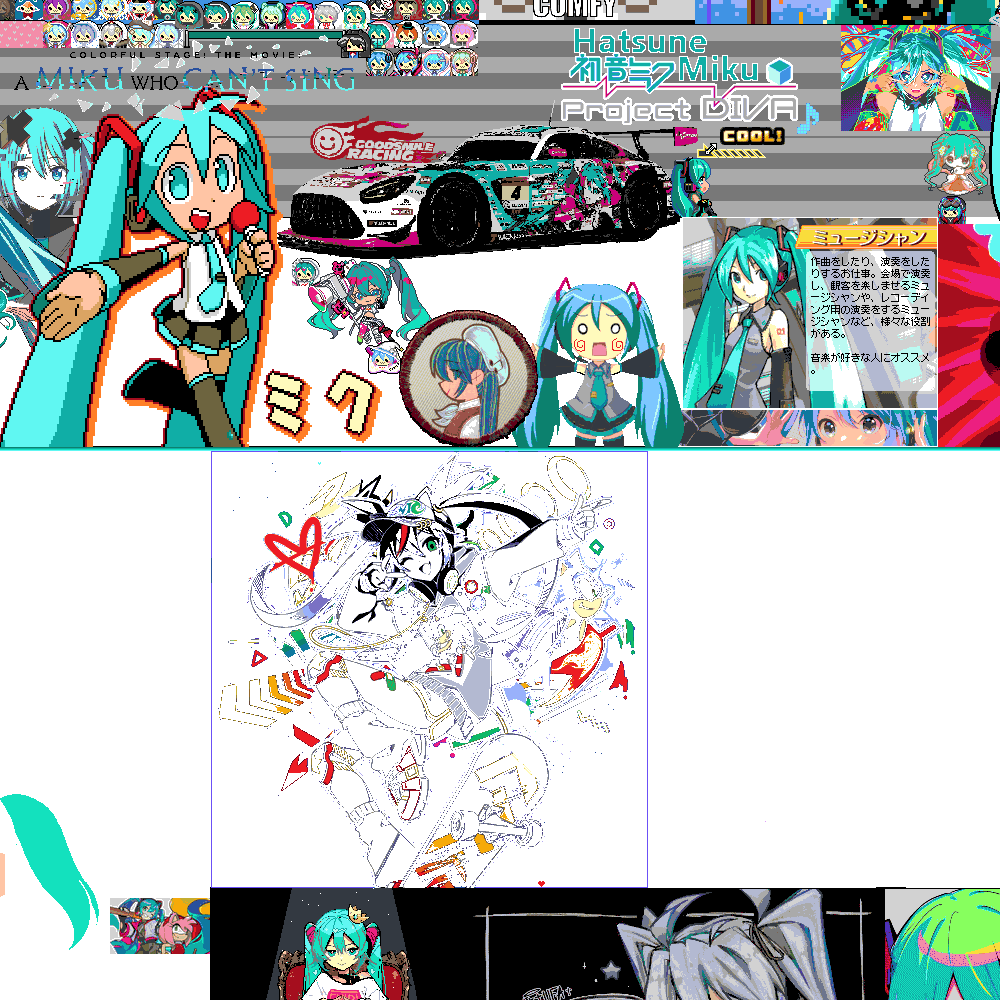 COMFY
COLORFUL STAGE! THE MOVIE:
A MIKU WHO CAN'T SING
Hatsune
初音ミク Miku
Project DIVA
COOL!
GOODSMILE
RACING
4
ミュージシャン
作曲をしたり、演奏をした
りするお仕事。会場で演奏
し、観客を楽しませるミュ
ージシャンや、レコーディ
ング用の演奏をするミュー
ジシャンなど、様々な役割
がある。
音楽が好きな人にオススメ
。
ミク